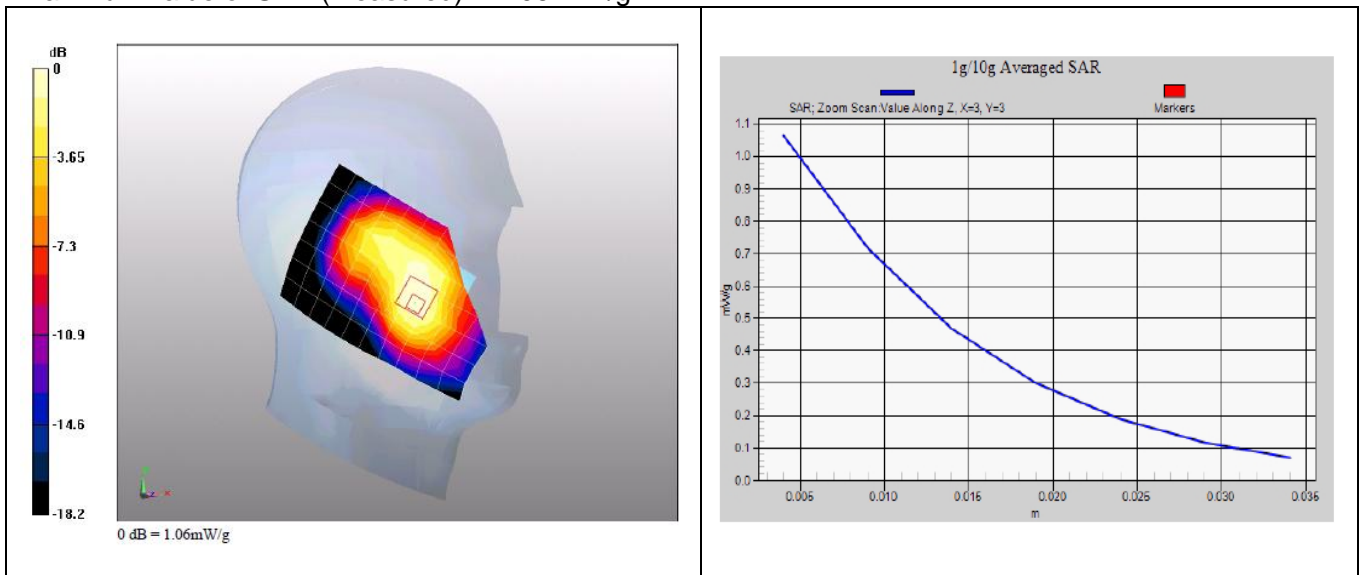 dB
0
-3.65
-7.3
-10.9
-14.6
-18.2
0 dB = 1.06mW/g
1g/10g Averaged SAR
SAR; Zoom Scan:Value Along Z, X=3, Y=3
Markers
1.1
1.0
0.9
0.8
0.7
0.6
0.5
0.4
0.3
0.2
0.1
0.0
mW/g
0.005 0.010 0.015 0.020 0.025 0.030 0.035
m